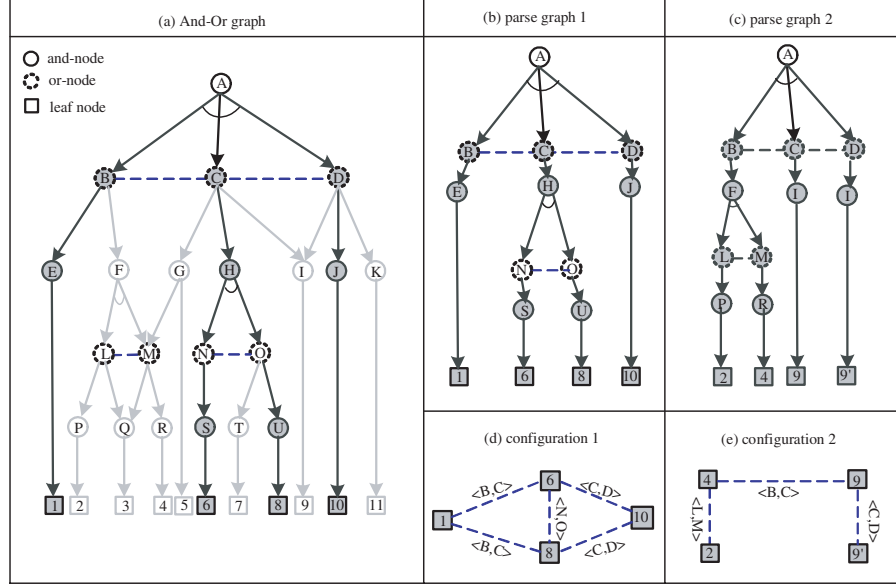 (a) And-Or graph
and-node
or-node
leaf node
A
B C D
E F G H I J K
L M N O
P Q R S T U
1 2 3 4 5 6 7 8 9 10 11
(b) parse graph 1
A
B C D
E H J
N O
S U
1 6 8 10
(c) parse graph 2
A
B C D
F I I
L M
P R
2 4 9 9'
(d) configuration 1
6
<B,C> <C,D>
1 <N,O> 10
<B,C> <C,D>
8
(e) configuration 2
4 9
<B,C>
<L,M> <C,D>
2 9'